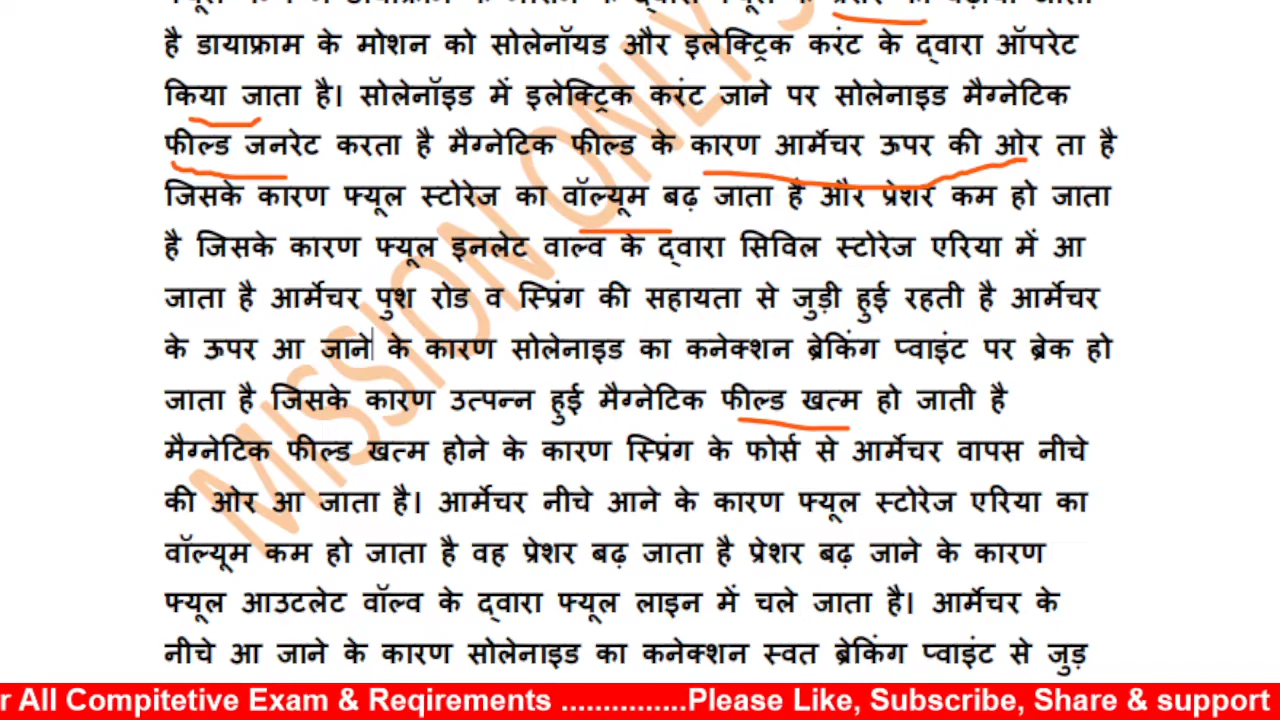 है डायाफ्राम के मोशन को सोलेनॉयड और इलेक्ट्रिक करंट के द्वारा ऑपरेट
किया जाता है। सोलेनॉइड में इलेक्ट्रिक करंट जाने पर सोलेनाइड मैग्नेटिक
फील्ड जनरेट करता है मैग्नेटिक फील्ड के कारण आर्मेचर ऊपर की ओर ता है
जिसके कारण फ्यूल स्टोरेज का वॉल्यूम बढ़ जाता है और प्रेशर कम हो जाता
है जिसके कारण फ्यूल इनलेट वाल्व के द्वारा सिविल स्टोरेज एरिया में आ
जाता है आर्मेचर पुश रोड व स्प्रिंग की सहायता से जुड़ी हुई रहती है आर्मेचर
के ऊपर आ जाने के कारण सोलेनाइड का कनेक्शन ब्रेकिंग प्वाइंट पर ब्रेक हो
जाता है जिसके कारण उत्पन्न हुई मैग्नेटिक फील्ड खत्म हो जाती है
मैग्नेटिक फील्ड खत्म होने के कारण स्प्रिंग के फोर्स से आर्मेचर वापस नीचे
की ओर आ जाता है। आर्मेचर नीचे आने के कारण फ्यूल स्टोरेज एरिया का
वॉल्यूम कम हो जाता है वह प्रेशर बढ़ जाता है प्रेशर बढ़ जाने के कारण
फ्यूल आउटलेट वॉल्व के द्वारा फ्यूल लाइन में चले जाता है। आर्मेचर के
नीचे आ जाने के कारण सोलेनाइड का कनेक्शन स्वत ब्रेकिंग प्वाइंट से जुड़
MISSION ONLY S
r All Compitetive Exam & Reqirements ...............Please Like, Subscribe, Share & support